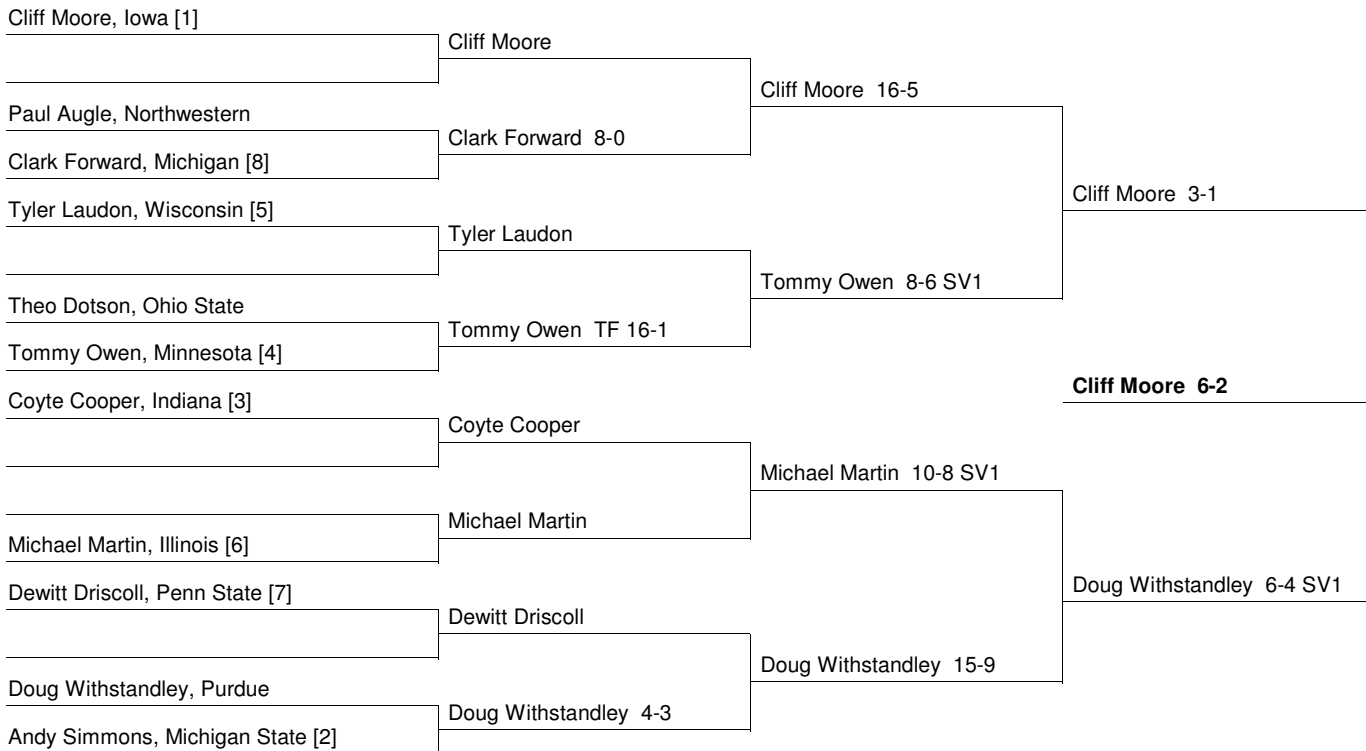 Cliff Moore, Iowa [1]
Cliff Moore
Cliff Moore 16-5
Paul Augle, Northwestern
Clark Forward 8-0
Clark Forward, Michigan [8]
Cliff Moore 3-1
Tyler Laudon, Wisconsin [5]
Tyler Laudon
Tommy Owen 8-6 SV1
Theo Dotson, Ohio State
Tommy Owen TF 16-1
Tommy Owen, Minnesota [4]
Cliff Moore 6-2
Coyte Cooper, Indiana [3]
Coyte Cooper
Michael Martin 10-8 SV1
Michael Martin
Michael Martin, Illinois [6]
Doug Withstandley 6-4 SV1
Dewitt Driscoll, Penn State [7]
Dewitt Driscoll
Doug Withstandley 15-9
Doug Withstandley, Purdue
Doug Withstandley 4-3
Andy Simmons, Michigan State [2]